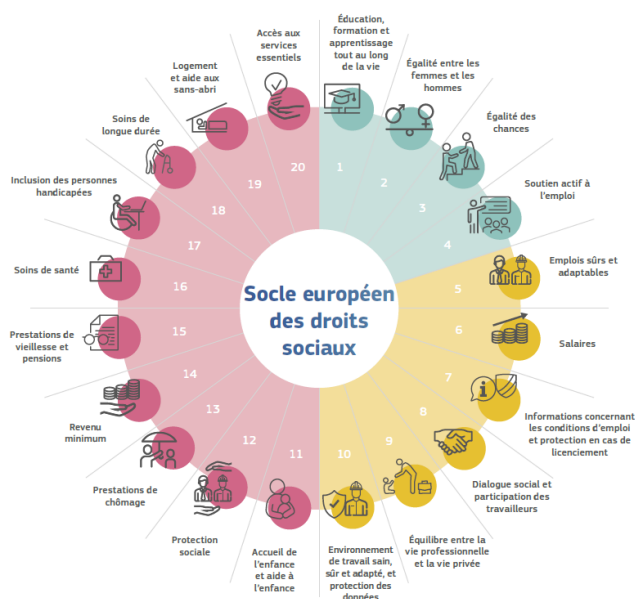 Socle européen
des droits
sociaux
1
Éducation,
formation et
apprentissage
tout au long
de la vie
2
Égalité entre les
femmes et les
hommes
3
Égalité des
chances
4
Soutien actif à
l'emploi
5
Emplois sûrs et
adaptables
6
Salaires
7
Informations concernant
les conditions d'emploi
et protection en cas de
licenciement
8
Dialogue social et
participation des
travailleurs
9
Équilibre entre la
vie professionnelle
et la vie privée
10
Environnement
de travail sain,
sûr et adapté, et
protection des
données
11
Accueil de
l'enfance
et aide à
l'enfance
12
Protection
sociale
13
Prestations de
chômage
14
Revenu
minimum
15
Prestations de
vieillesse et
pensions
16
Soins de santé
17
Inclusion des personnes
handicapées
18
Soins de
longue durée
19
Logement
et aide aux
sans-abri
20
Accès aux
services
essentiels